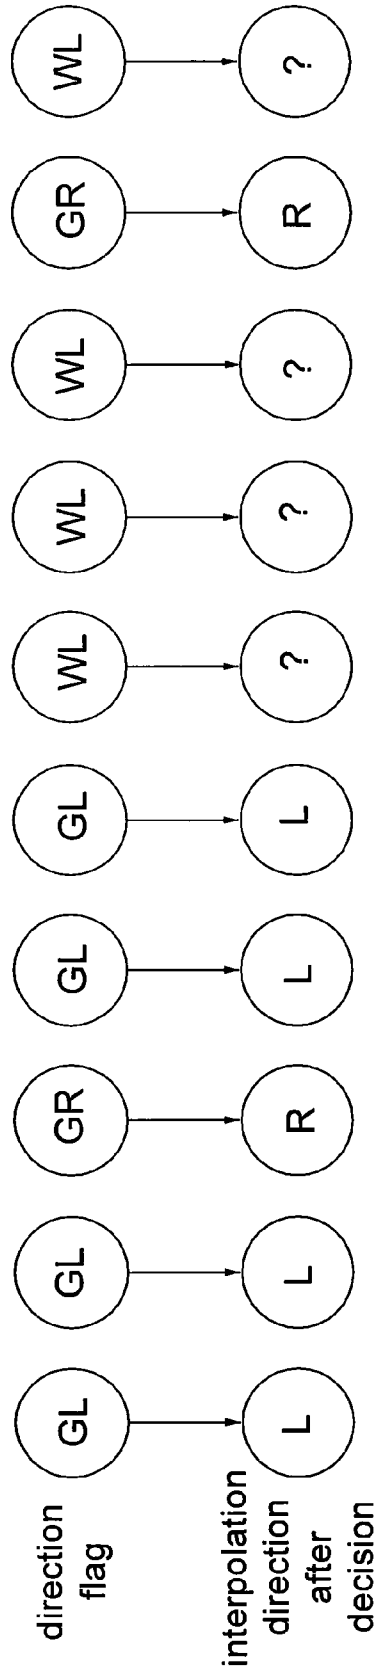 direction
flag
GL GL GR GL GL WL WL WL GR WL
interpolation
direction
after
decision
L L R L L ? ? ? R ?